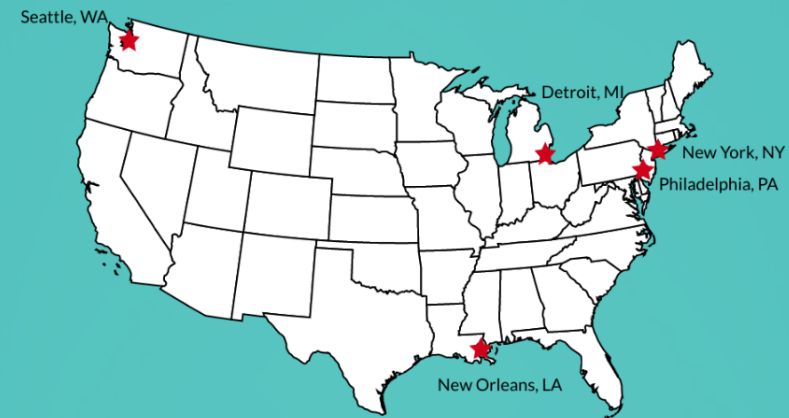 Seattle, WA
Detroit, MI
New York, NY
Philadelphia, PA
New Orleans, LA